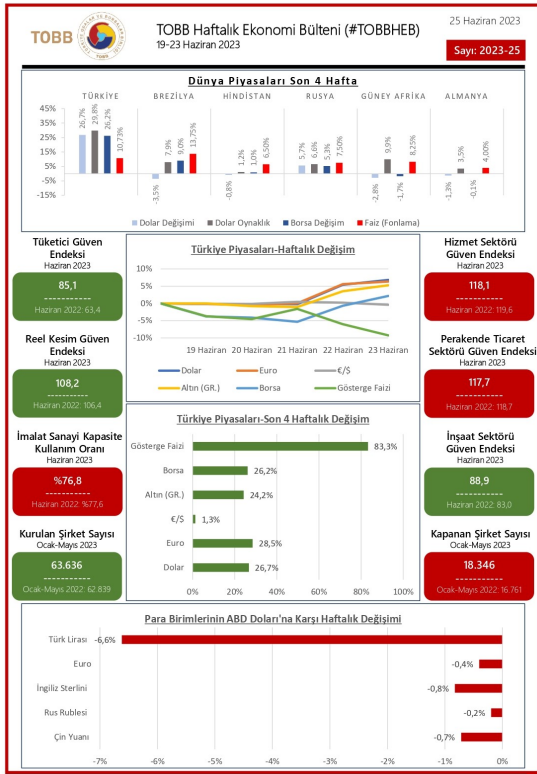 TOBB
TOBB Haftalık Ekonomi Bülteni (#TOBBHEB)
19-23 Haziran 2023
25 Haziran 2023
Sayı: 2023-25
Dünya Piyasaları Son 4 Hafta
TÜRKİYE BREZİLYA HİNDİSTAN RUSYA GÜNEY AFRİKA ALMANYA
45%
35%
25%
15%
5%
-5%
-15%
26,7% 29,8% 26,2% 10,73%
-3,5% 7,9% 9,0% 13,75%
-0,8% 1,2% 1,0% 6,50%
5,7% 6,6% 5,3% 7,50%
-2,8% 9,9% -1,7% 8,25%
-1,3% 3,5% -0,1% 4,00%
Dolar Değişimi Dolar Oynaklık Borsa Değişim Faiz (Fonlama)
Tüketici Güven
Endeksi
Haziran 2023
85,1
-----------
Haziran 2022: 63,4
Reel Kesim Güven
Endeksi
Haziran 2023
108,2
-----------
Haziran 2022: 106,4
İmalat Sanayi Kapasite
Kullanım Oranı
Haziran 2023
%76,8
-----------
Haziran 2022: %77,6
Kurulan Şirket Sayısı
Ocak-Mayıs 2023
63.636
-----------
Ocak-Mayıs 2022: 62.839
Türkiye Piyasaları-Haftalık Değişim
10%
5%
0%
-5%
-10%
19 Haziran 20 Haziran 21 Haziran 22 Haziran 23 Haziran
Dolar Euro €/$
Altın (GR.) Borsa Gösterge Faizi
Türkiye Piyasaları-Son 4 Haftalık Değişim
Gösterge Faizi 83,3%
Borsa 26,2%
Altın (GR.) 24,2%
€/$ 1,3%
Euro 28,5%
Dolar 26,7%
0% 20% 40% 60% 80% 100%
Hizmet Sektörü
Güven Endeksi
Haziran 2023
118,1
-----------
Haziran 2022: 119,6
Perakende Ticaret
Sektörü Güven Endeksi
Haziran 2023
117,7
-----------
Haziran 2022: 118,7
İnşaat Sektörü
Güven Endeksi
Haziran 2023
88,9
-----------
Haziran 2022: 83,0
Kapanan Şirket Sayısı
Ocak-Mayıs 2023
18.346
-----------
Ocak-Mayıs 2022: 16.761
Para Birimlerinin ABD Doları'na Karşı Haftalık Değişimi
Türk Lirası -6,6%
Euro -0,4%
İngiliz Sterlini -0,8%
Rus Rublesi -0,2%
Çin Yuanı -0,7%
-7% -6% -5% -4% -3% -2% -1% 0%